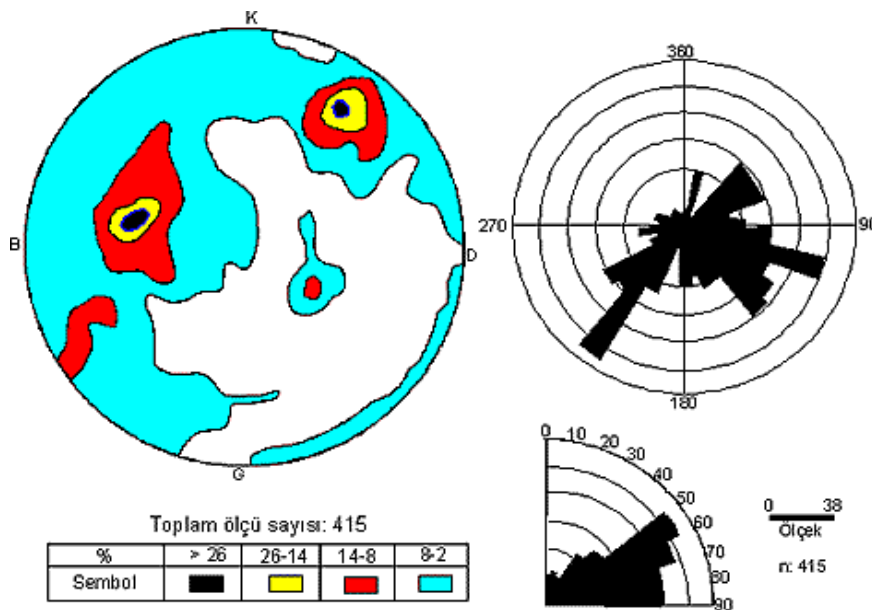 K
B
D
G
360
270
90
180
0 10 20 30 40 50 60 70 80 90
0 38
Ölçek
n: 415
Toplam ölçü sayısı: 415
% > 26 26-14 14-8 8-2
Sembol